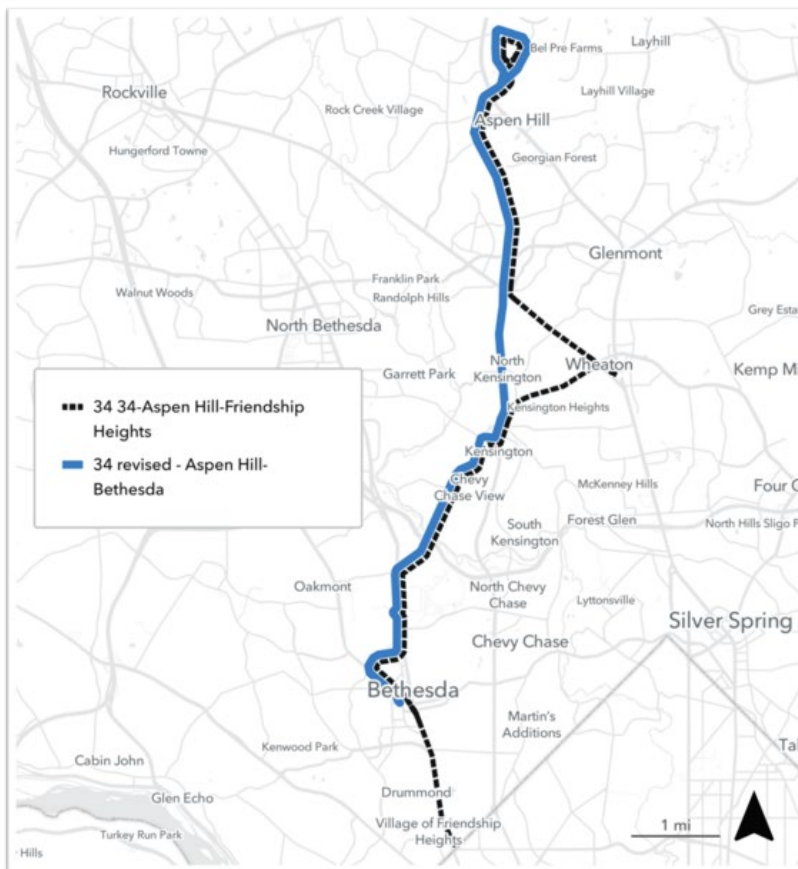 Bel Pre Farms
Layhill
Rockville
Layhill Village
Rock Creek Village
Aspen Hill
Hungerford Towne
Georgian Forest
Glenmont
Franklin Park
Walnut Woods
Randolph Hills
Grey Esta
North Bethesda
North
Kensington
Wheaton
Garrett Park
Kemp M
34 34-Aspen Hill-Friendship
Heights
34 revised - Aspen Hill-
Bethesda
Kensington Heights
Kensington
Chevy
Chase View
McKenney Hills
Four C
South
Kensington
Forest Glen
North Hills Sligo P
Oakmont
North Chevy
Chase
Lyttonsville
Silver Spring
Chevy Chase
Bethesda
Martin's
Additions
Kenwood Park
Tal
Cabin John
Glen Echo
Drummond
Turkey Run Park
Village of Friendship
Heights
1 mi
Hills